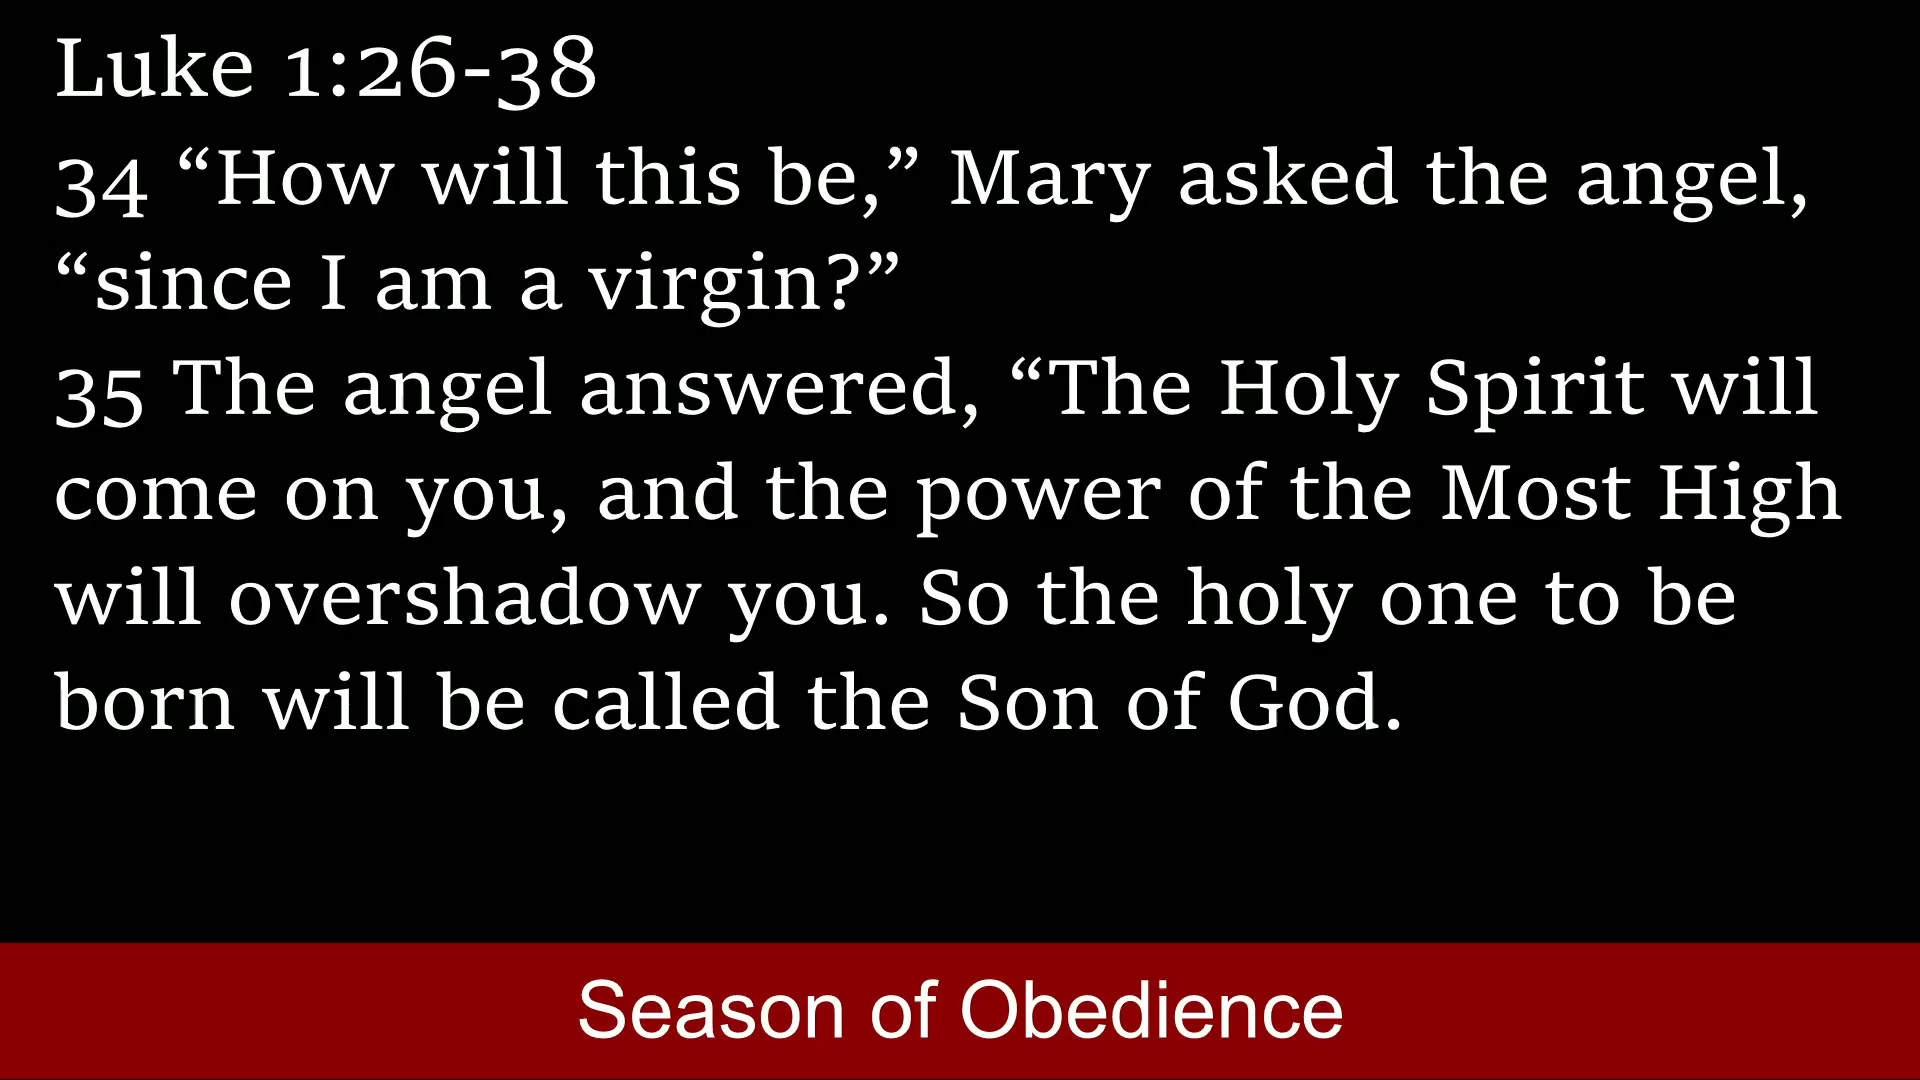 Luke 1:26-38
34 “How will this be,” Mary asked the angel,
“since I am a virgin?”
35 The angel answered, “The Holy Spirit will
come on you, and the power of the Most High
will overshadow you. So the holy one to be
born will be called the Son of God.
Season of Obedience